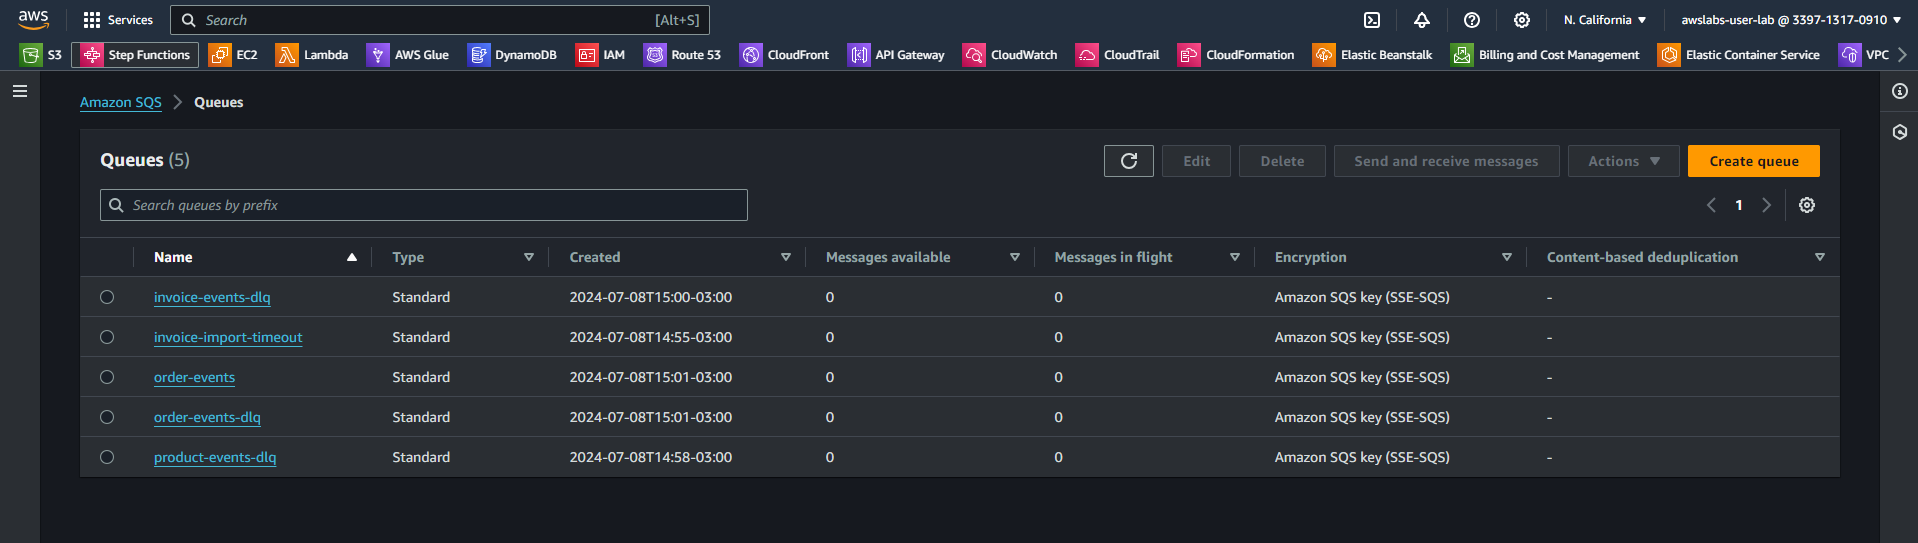 aws Services Search [Alt+S] N. California awslabs-user-lab @ 3397-1317-0910
S3 Step Functions EC2 Lambda AWS Glue DynamoDB IAM Route 53 CloudFront API Gateway CloudWatch CloudTrail CloudFormation Elastic Beanstalk Billing and Cost Management Elastic Container Service VPC
Amazon SQS Queues
Queues (5) Edit Delete Send and receive messages Actions Create queue
Search queues by prefix 1
Name Type Created Messages available Messages in flight Encryption Content-based deduplication
invoice-events-dlq Standard 2024-07-08T15:00-03:00 0 0 Amazon SQS key (SSE-SQS) -
invoice-import-timeout Standard 2024-07-08T14:55-03:00 0 0 Amazon SQS key (SSE-SQS) -
order-events Standard 2024-07-08T15:01-03:00 0 0 Amazon SQS key (SSE-SQS) -
order-events-dlq Standard 2024-07-08T15:01-03:00 0 0 Amazon SQS key (SSE-SQS) -
product-events-dlq Standard 2024-07-08T14:58-03:00 0 0 Amazon SQS key (SSE-SQS) -